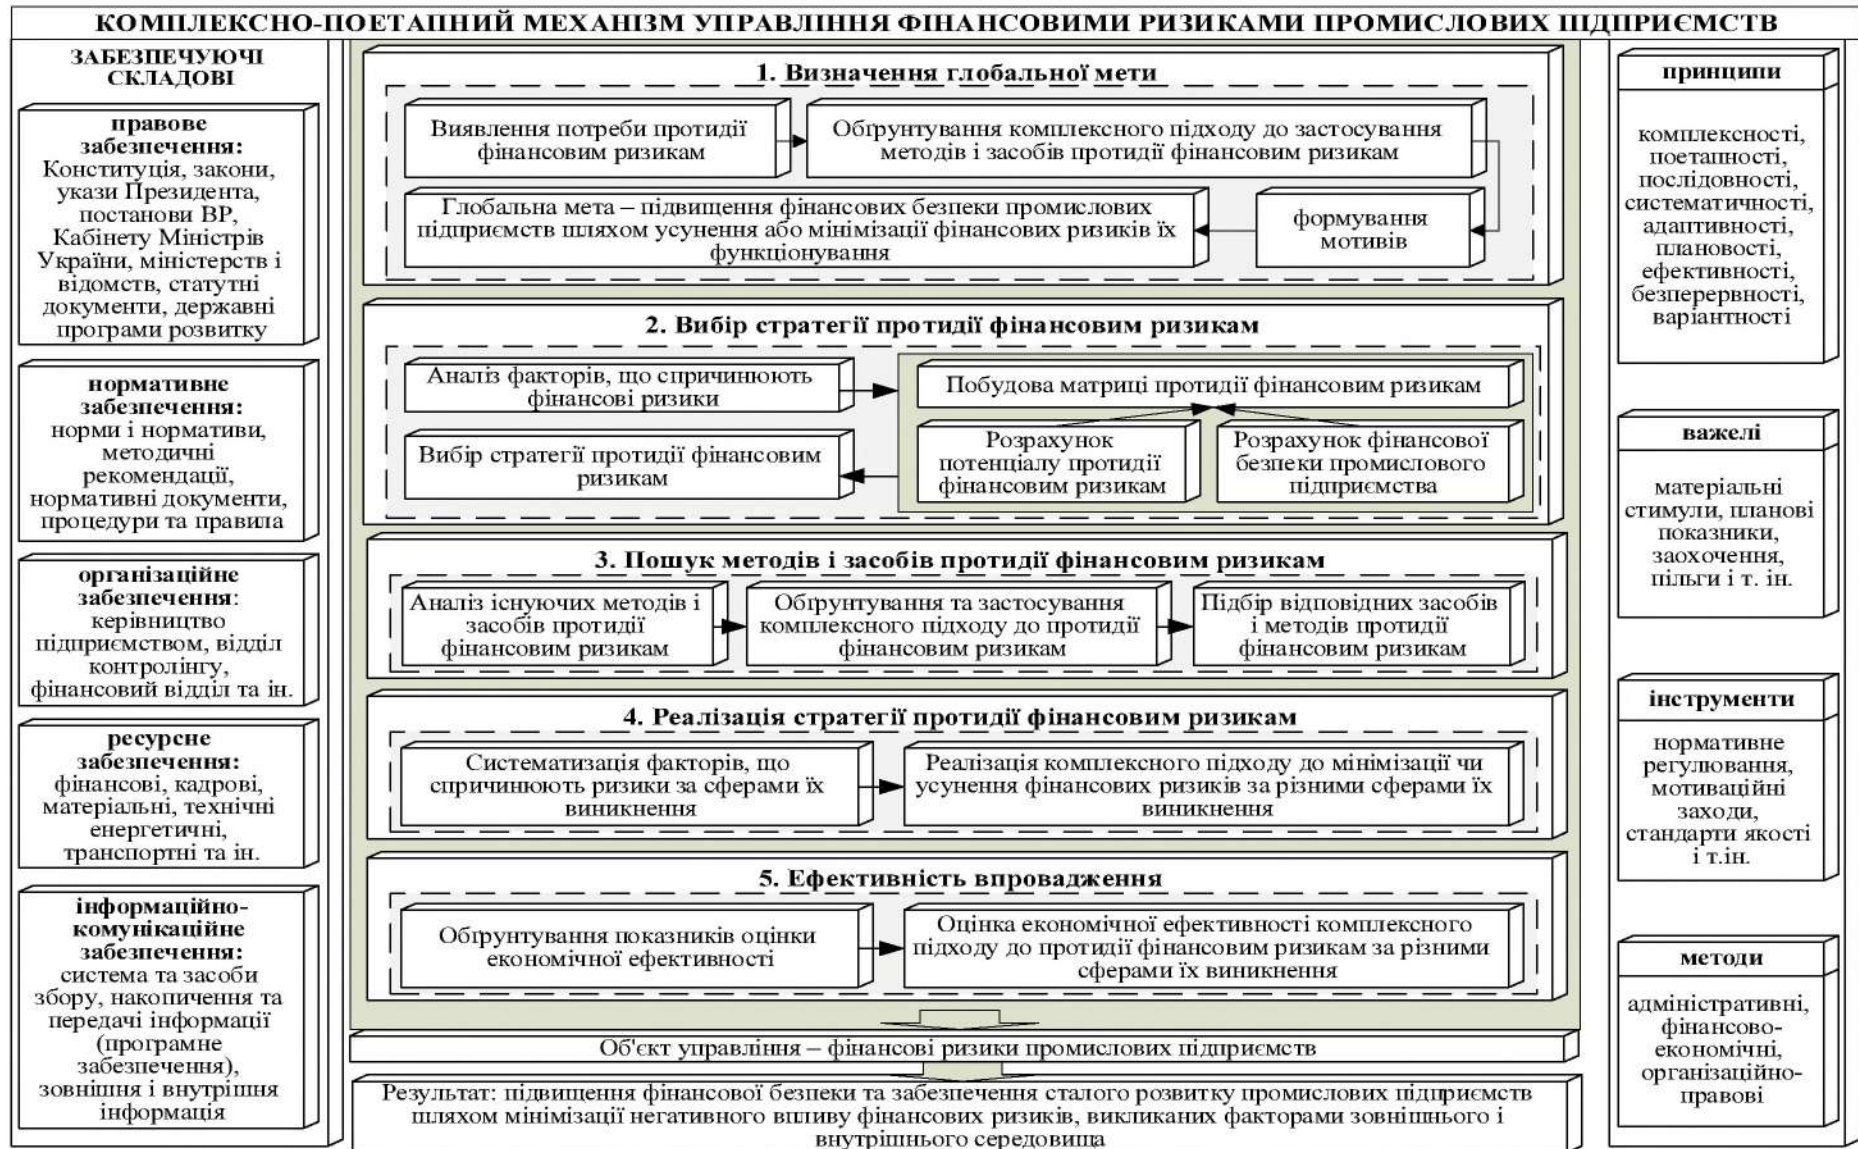 КОМПЛЕКСНО-ПОЕТАПНИЙ МЕХАНІЗМ УПРАВЛІННЯ ФІНАНСОВИМИ РИЗИКАМИ ПРОМИСЛОВИХ ПІДПРИЄМСТВ
ЗАБЕЗПЕЧУЮЧІ
СКЛАДОВІ
правове
забезпечення:
Конституція, закони,
укази Президента,
постанови ВР,
Кабінету Міністрів
України, міністерств і
відомств, статутні
документи, державні
програми розвитку
нормативне
забезпечення:
норми і нормативи,
методичні
рекомендації,
нормативні документи,
процедури та правила
організаційне
забезпечення:
керівництво
підприємством, відділ
контролінгу,
фінансовий відділ та ін.
ресурсне
забезпечення:
фінансові, кадрові,
матеріальні, технічні
енергетичні,
транспортні та ін.
інформаційно-
комунікаційне
забезпечення:
система та засоби
збору, накопичення та
передачі інформації
(програмне
забезпечення),
зовнішня і внутрішня
інформація
1. Визначення глобальної мети
Виявлення потреби протидії
фінансовим ризикам
Обґрунтування комплексного підходу до застосування
методів і засобів протидії фінансовим ризикам
Глобальна мета – підвищення фінансових безпеки промислових
підприємств шляхом усунення або мінімізації фінансових ризиків їх
функціонування
формування
мотивів
2. Вибір стратегії протидії фінансовим ризикам
Аналіз факторів, що спричинюють
фінансові ризики
Побудова матриці протидії фінансовим ризикам
Вибір стратегії протидії фінансовим
ризикам
Розрахунок
потенціалу протидії
фінансовим ризикам
Розрахунок фінансової
безпеки промислового
підприємства
3. Пошук методів і засобів протидії фінансовим ризикам
Аналіз існуючих методів і
засобів протидії
фінансовим ризикам
Обґрунтування та застосування
комплексного підходу до протидії
фінансовим ризикам
Підбір відповідних засобів
і методів протидії
фінансовим ризикам
4. Реалізація стратегії протидії фінансовим ризикам
Систематизація факторів, що
спричинюють ризики за сферами їх
виникнення
Реалізація комплексного підходу до мінімізації чи
усунення фінансових ризиків за різними сферами їх
виникнення
5. Ефективність впровадження
Обґрунтування показників оцінки
економічної ефективності
Оцінка економічної ефективності комплексного
підходу до протидії фінансовим ризикам за різними
сферами їх виникнення
Об'єкт управління – фінансові ризики промислових підприємств
Результат: підвищення фінансової безпеки та забезпечення сталого розвитку промислових підприємств
шляхом мінімізації негативного впливу фінансових ризиків, викликаних факторами зовнішнього і
внутрішнього середовища
принципи
комплексності,
поетапності,
послідовності,
систематичності,
адаптивності,
плановості,
ефективності,
безперервності,
варіантності
важелі
матеріальні
стимули, планові
показники,
заохочення,
пільги і т. ін.
інструменти
нормативне
регулювання,
мотиваційні
заходи,
стандарти якості
і т.ін.
методи
адміністративні,
фінансово-
економічні,
організаційно-
правові